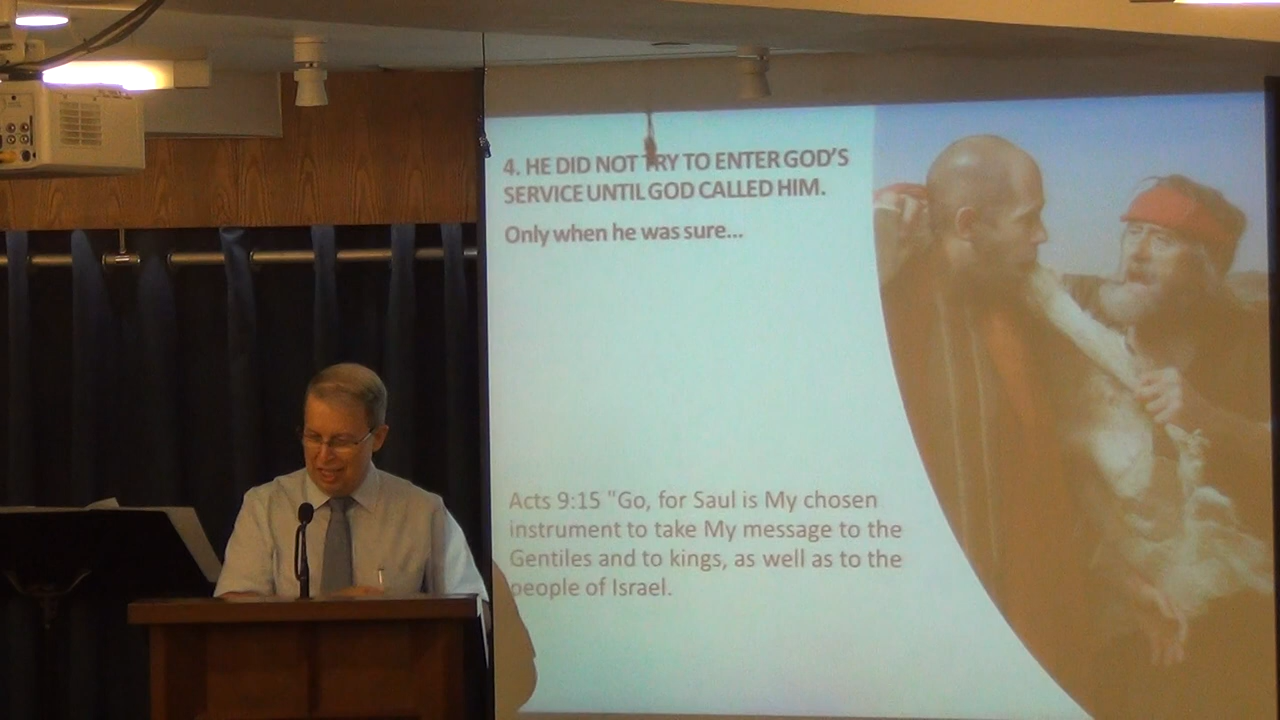 4. HE DID NOT TRY TO ENTER GOD'S
SERVICE UNTIL GOD CALLED HIM.
Only when he was sure...
Acts 9:15 "Go, for Saul is My chosen
instrument to take My message to the
Gentiles and to kings, as well as to the
people of Israel.